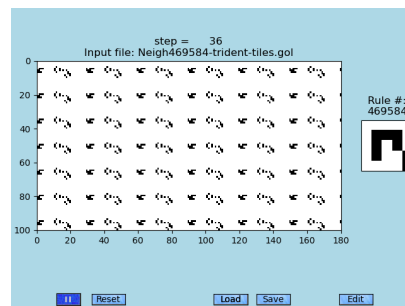 step =      36
Input file: Neigh469584-trident-tiles.gol
Rule #:
469584
0
20
40
60
80
100
0 20 40 60 80 100 120 140 160 180
II Reset Load Save Edit